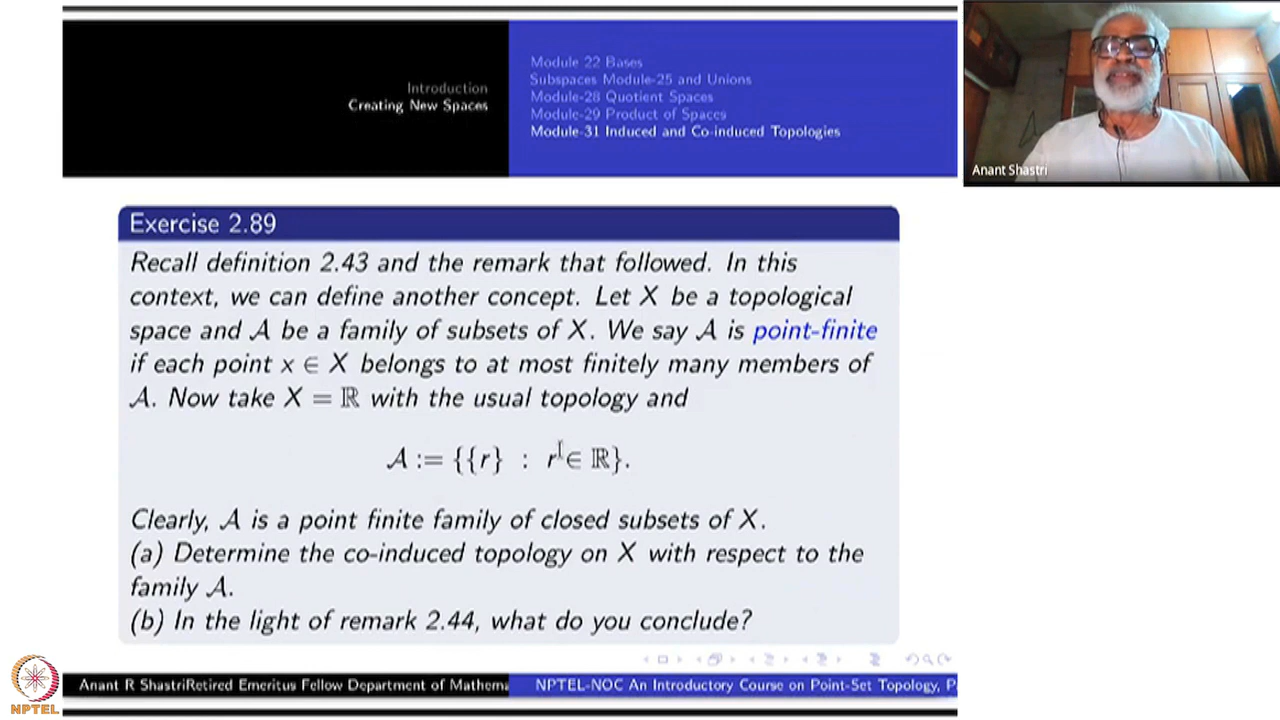 Introduction
Creating New Spaces
Module 22 Bases
Subspaces Module-25 and Unions
Module-28 Quotient Spaces
Module-29 Product of Spaces
Module-31 Induced and Co-induced Topologies
Anant Shastri
Exercise 2.89
Recall definition 2.43 and the remark that followed. In this
context, we can define another concept. Let X be a topological
space and 𝒜 be a family of subsets of X. We say 𝒜 is point-finite
if each point x ∈ X belongs to at most finitely many members of
𝒜. Now take X = ℝ with the usual topology and
𝒜 := {{r} : r ∈ ℝ}.
Clearly, 𝒜 is a point finite family of closed subsets of X.
(a) Determine the co-induced topology on X with respect to the
family 𝒜.
(b) In the light of remark 2.44, what do you conclude?
Anant R ShastriRetired Emeritus Fellow Department of Mathema
NPTEL-NOC An Introductory Course on Point-Set Topology, P
NPTEL